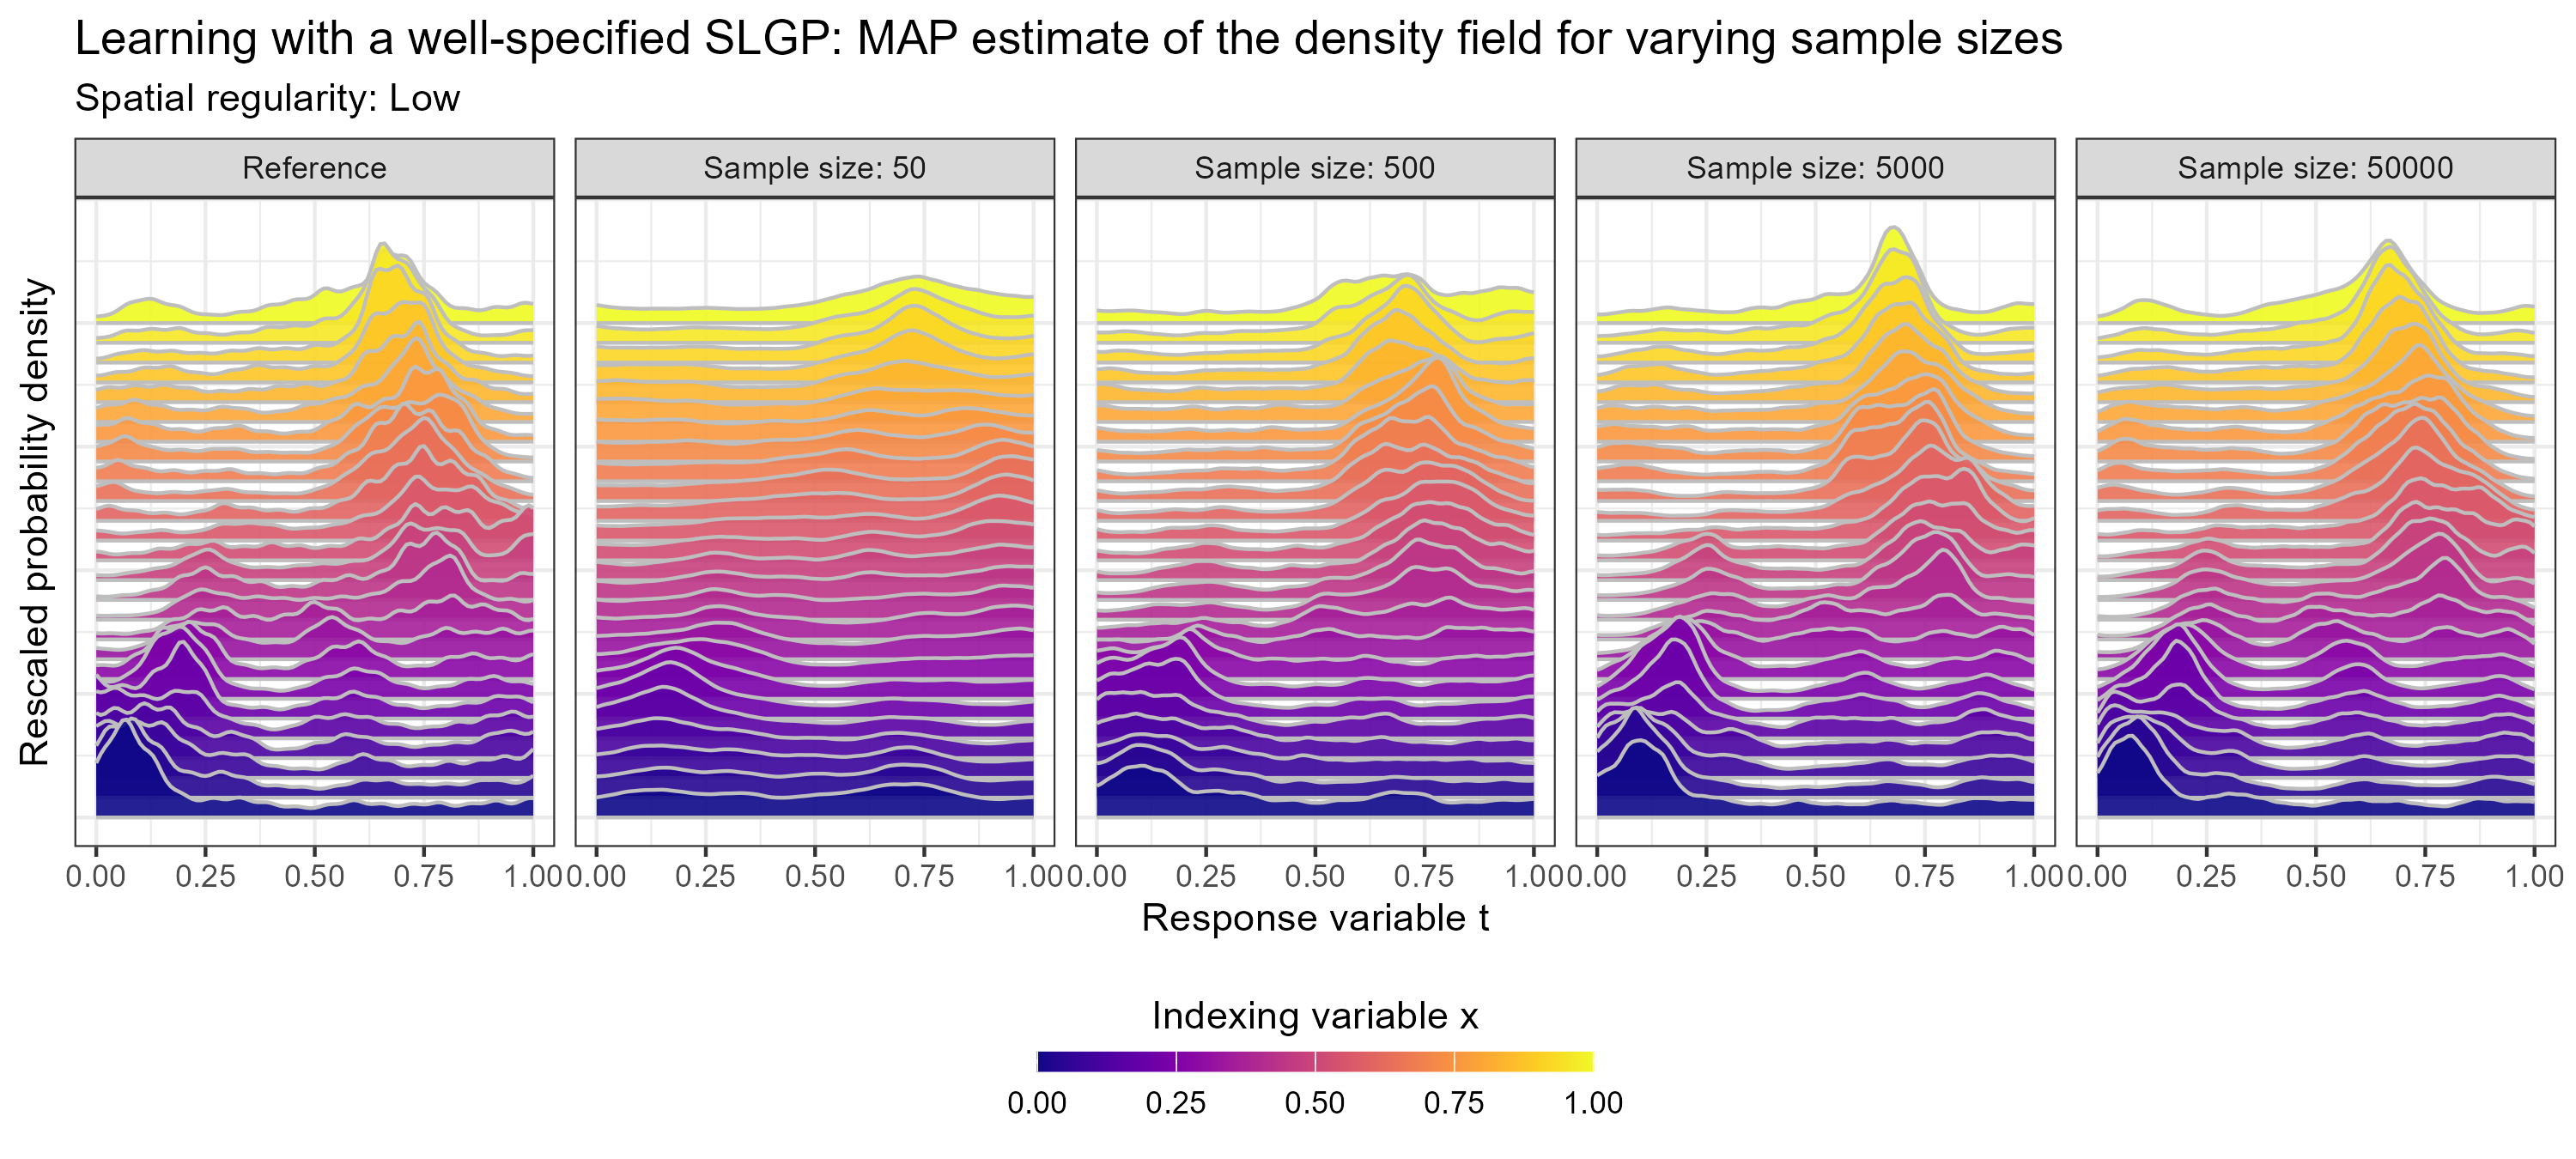 Learning with a well-specified SLGP: MAP estimate of the density field for varying sample sizes
Spatial regularity: Low
Reference
Sample size: 50
Sample size: 500
Sample size: 5000
Sample size: 50000
Rescaled probability density
0.00 0.25 0.50 0.75 1.00
0.00 0.25 0.50 0.75 1.00
0.00 0.25 0.50 0.75 1.00
0.00 0.25 0.50 0.75 1.00
0.00 0.25 0.50 0.75 1.00
Response variable t
Indexing variable x
0.00 0.25 0.50 0.75 1.00